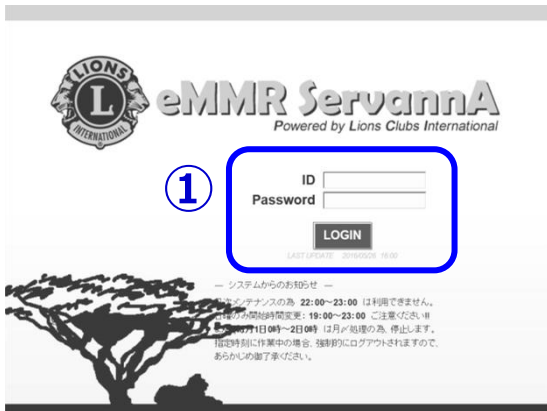 LIONS
L
INTERNATIONAL
eMMR ServannA
Powered by Lions Clubs International
①
ID
Password
LOGIN
LAST UPDATE 2016/05/26 16:00
― システムからのお知らせ ―
メンテナンスの為 22:00～23:00 は利用できません。
のみ開始時間変更: 19:00～23:00 ご注意ください!!
月1日0時～2日0時 は月〆処理の為、停止します。
指定時刻に作業中の場合、強制的にログアウトされますので、
あらかじめ御了承ください。